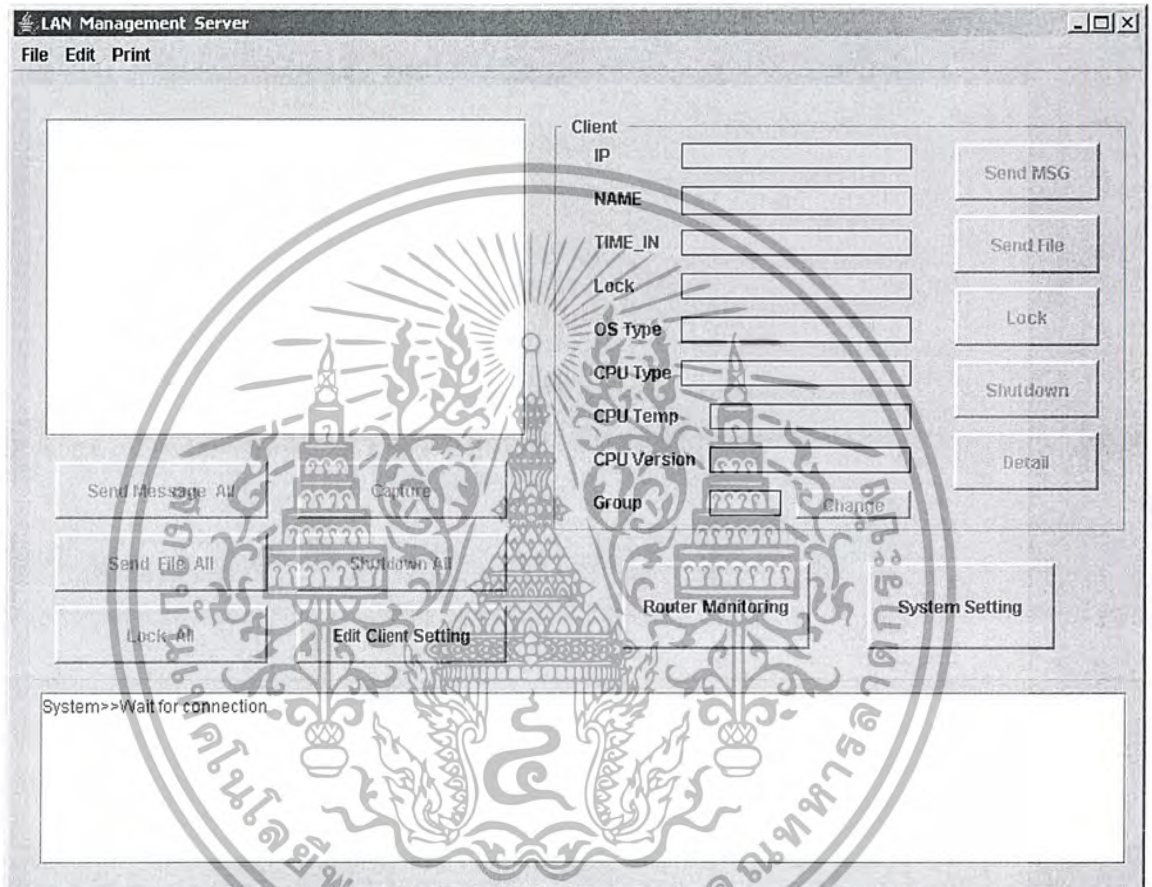 LAN Management Server
File Edit Print
Client
IP
NAME
TIME_IN
Lock
OS Type
CPU Type
CPU Temp
CPU Version
Group
Change
Send MSG
Send File
Lock
Shutdown
Detail
Send Message All
Capture
Send File All
Shutdown All
Lock All
Edit Client Setting
Router Monitoring
System Setting
System>>Wait for connection